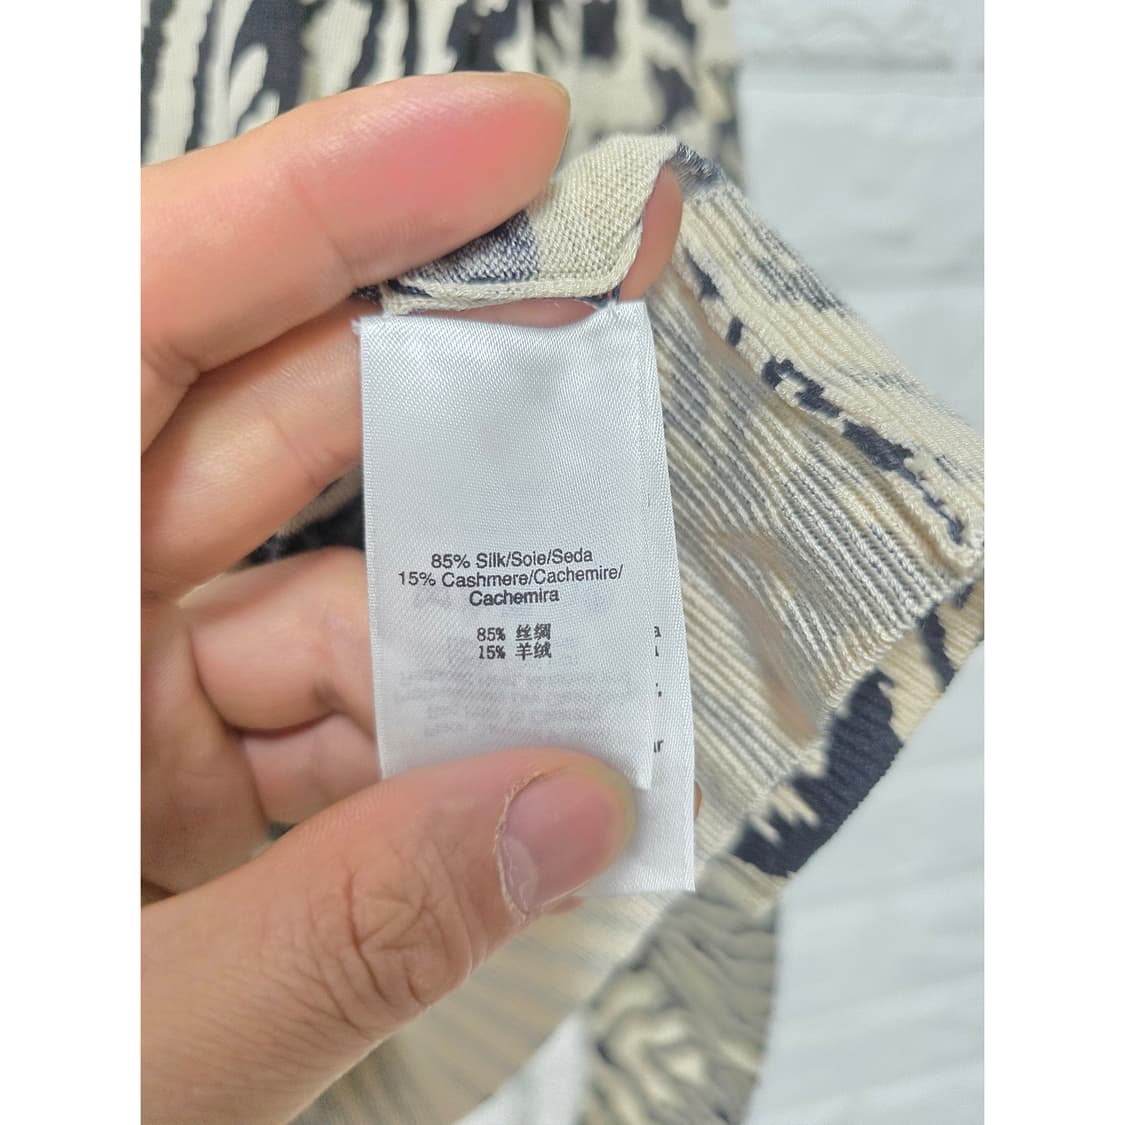 85% Silk/Soie/Seda
15% Cashmere/Cachemire/
Cachemira
85% 丝绸
15% 羊绒